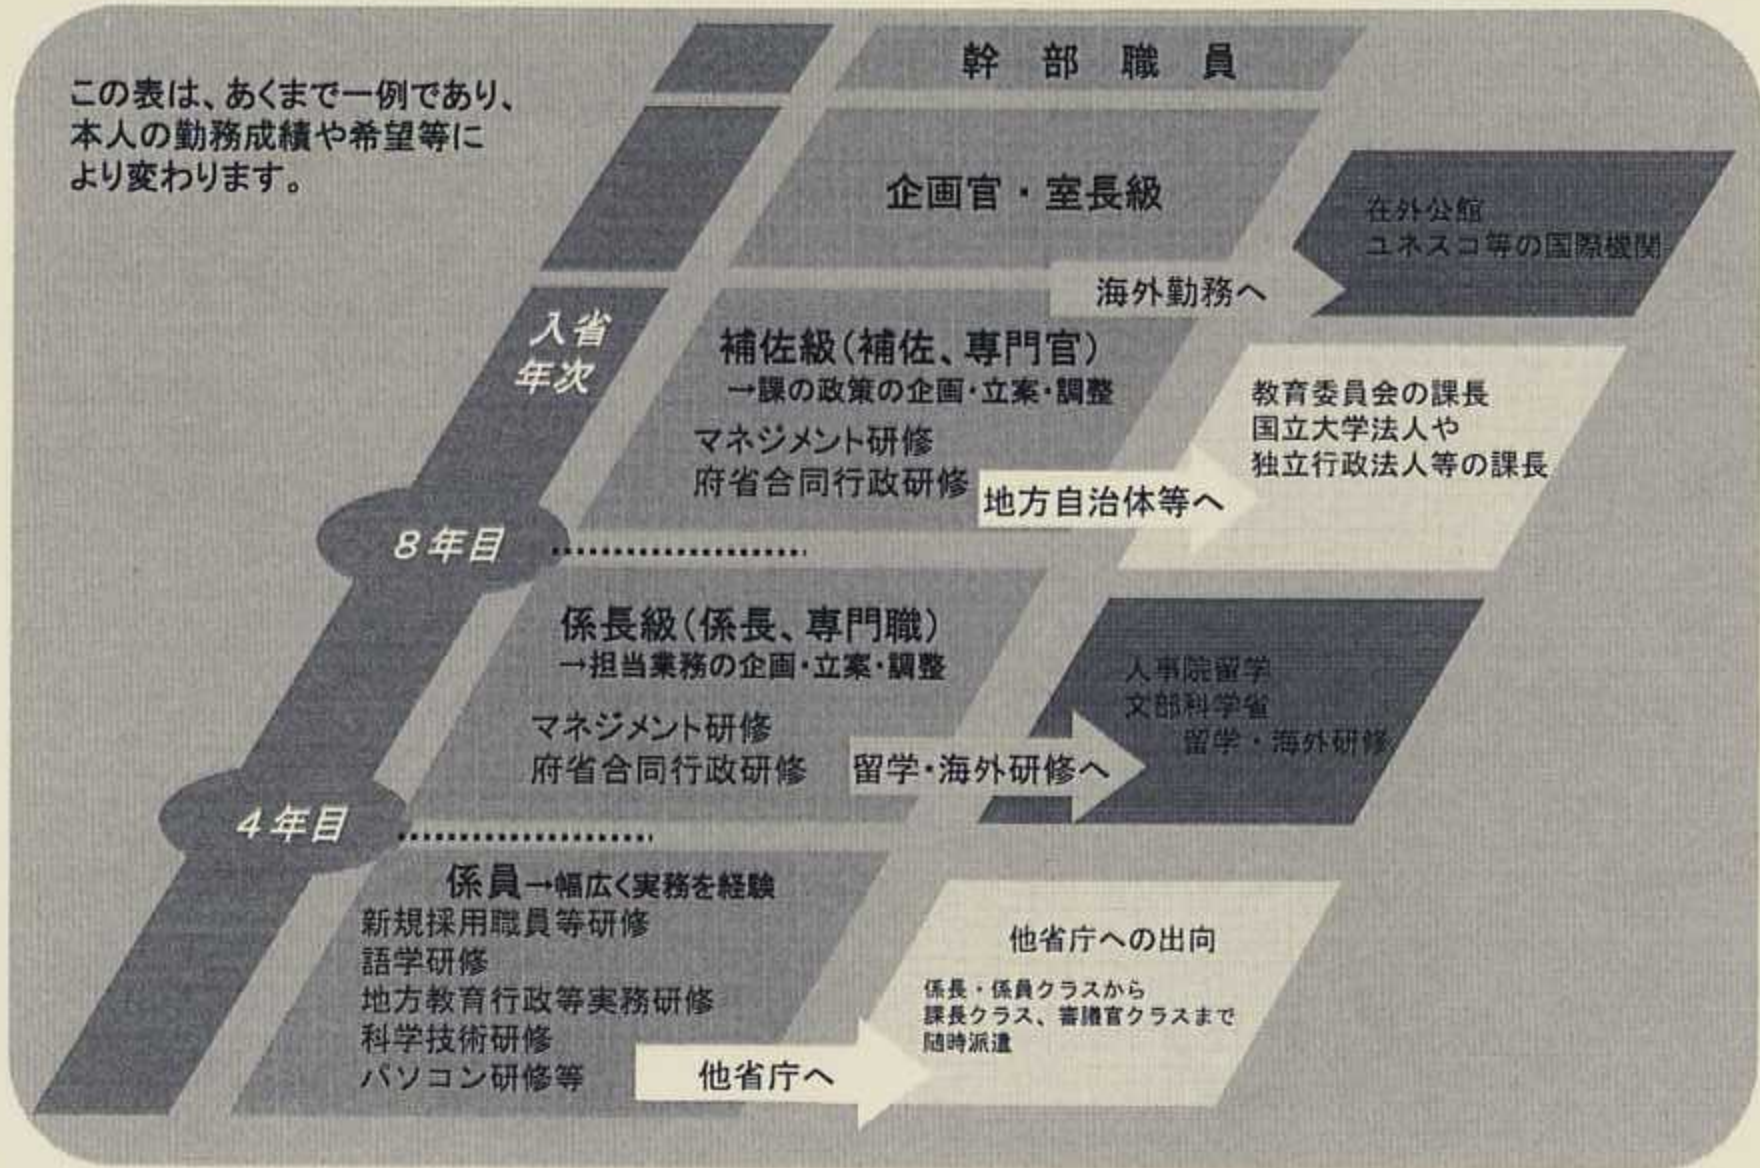 この表は、あくまで一例であり、
本人の勤務成績や希望等に
より変わります。
幹部職員
企画官・室長級
在外公館
ユネスコ等の国際機関
海外勤務へ
入省
年次
補佐級(補佐、専門官)
→課の政策の企画・立案・調整
マネジメント研修
府省合同行政研修
地方自治体等へ
教育委員会の課長
国立大学法人や
独立行政法人等の課長
8年目
係長級(係長、専門職)
→担当業務の企画・立案・調整
マネジメント研修
府省合同行政研修
留学・海外研修へ
人事院留学
文部科学省
留学・海外研修
4年目
係員→幅広く実務を経験
新規採用職員等研修
語学研修
地方教育行政等実務研修
科学技術研修
パソコン研修等
他省庁へ
他省庁への出向
係長・係員クラスから
課長クラス、審議官クラスまで
随時派遣